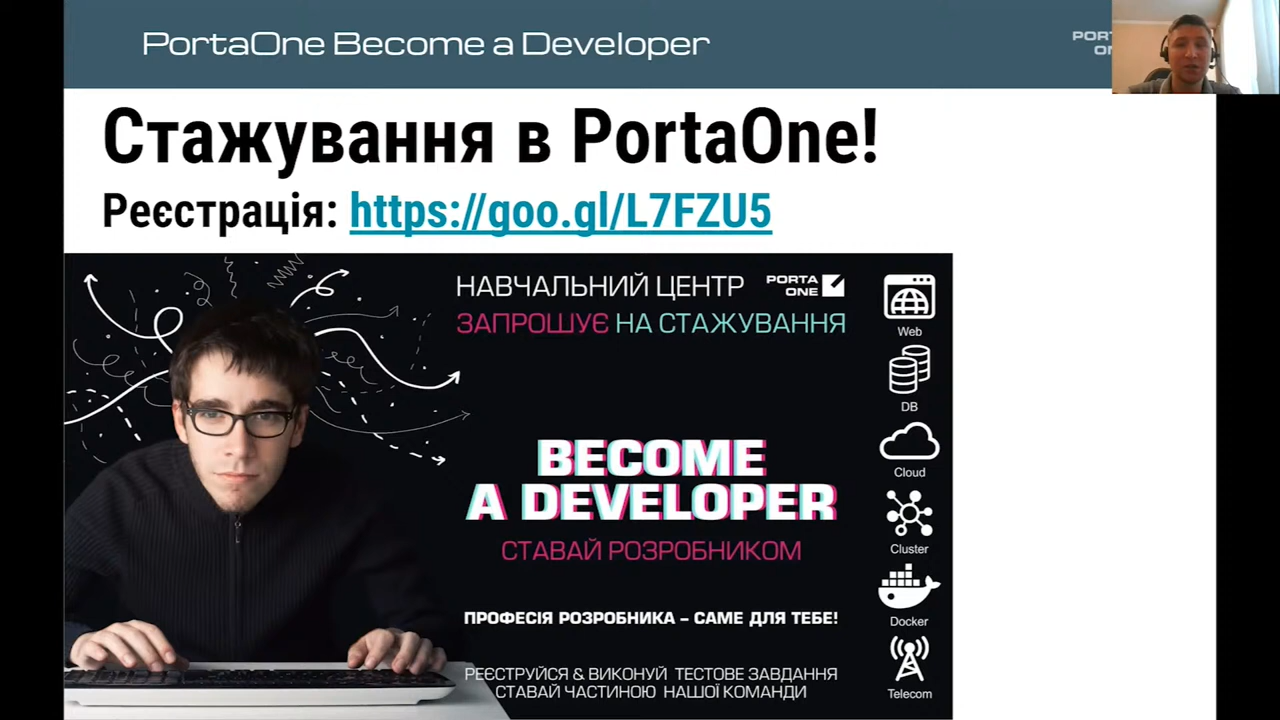 PortaOne Become a Developer
Стажування в PortaOne!
Реєстрація: https://goo.gl/L7FZU5
НАВЧАЛЬНИЙ ЦЕНТР
PORTA
ONE
ЗАПРОШУЄ НА СТАЖУВАННЯ
BECOME
A DEVELOPER
СТАВАЙ РОЗРОБНИКОМ
ПРОФЕСІЯ РОЗРОБНИКА – САМЕ ДЛЯ ТЕБЕ!
РЕЄСТРУЙСЯ & ВИКОНУЙ ТЕСТОВЕ ЗАВДАННЯ
СТАВАЙ ЧАСТИНОЮ НАШОЇ КОМАНДИ
Web
DB
Cloud
Cluster
Docker
Telecom